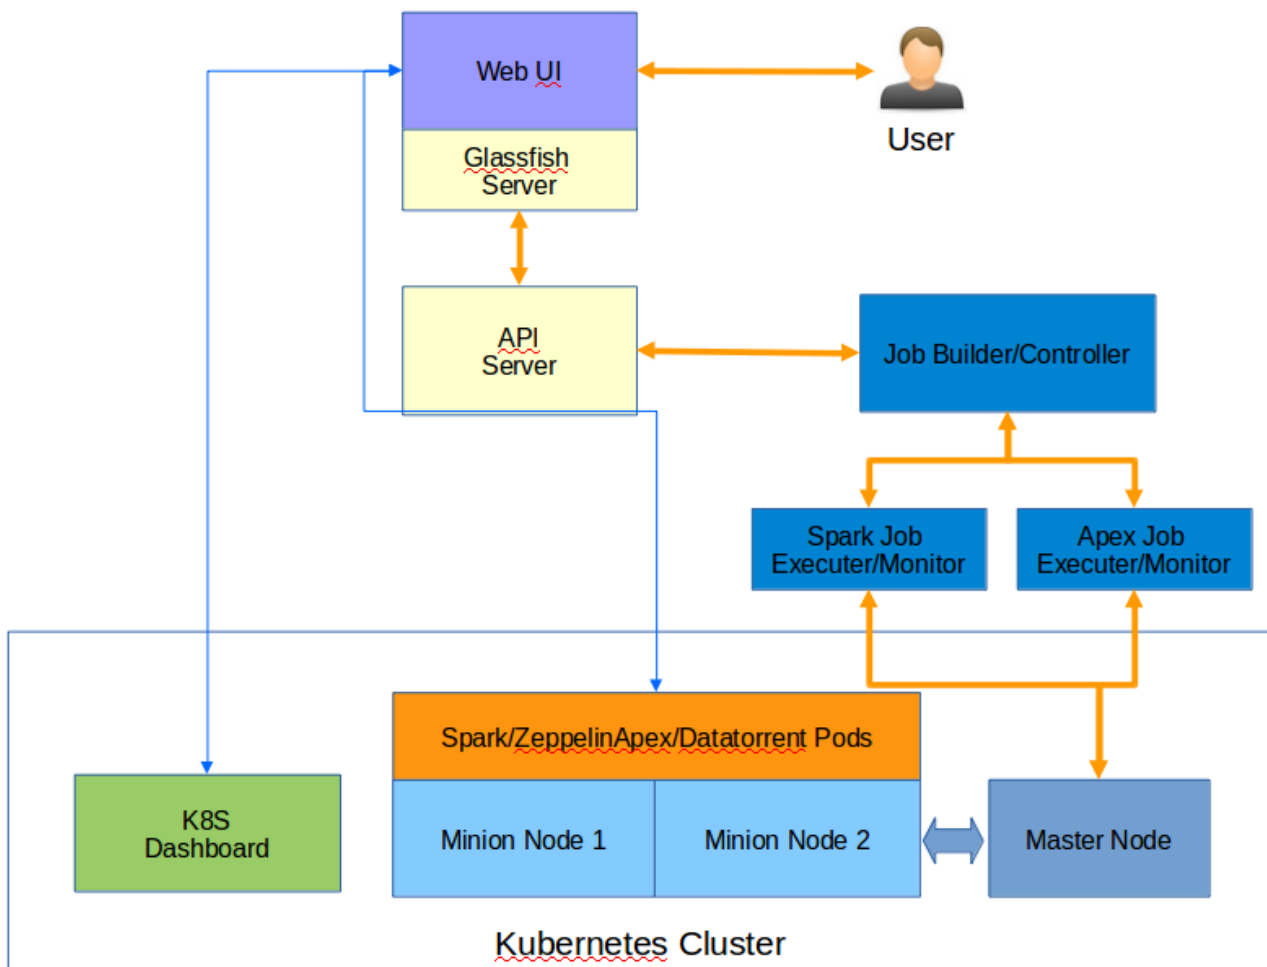 Web UI
User
Glassfish
Server
API
Server
Job Builder/Controller
Spark Job
Executer/Monitor
Apex Job
Executer/Monitor
Spark/ZeppelinApex/Datatorrent Pods
K8S
Dashboard
Minion Node 1
Minion Node 2
Master Node
Kubernetes Cluster